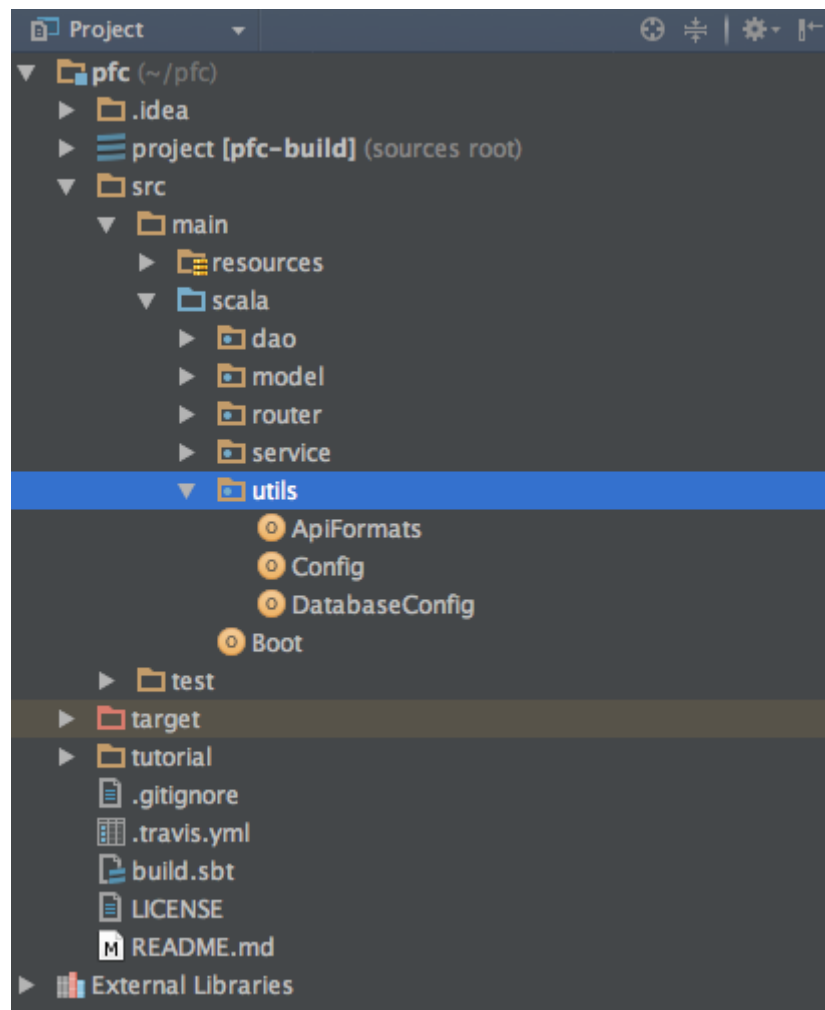 Project
pfc (~/pfc)
.idea
project [pfc-build] (sources root)
src
main
resources
scala
dao
model
router
service
utils
ApiFormats
Config
DatabaseConfig
Boot
test
target
tutorial
.gitignore
.travis.yml
build.sbt
LICENSE
README.md
External Libraries